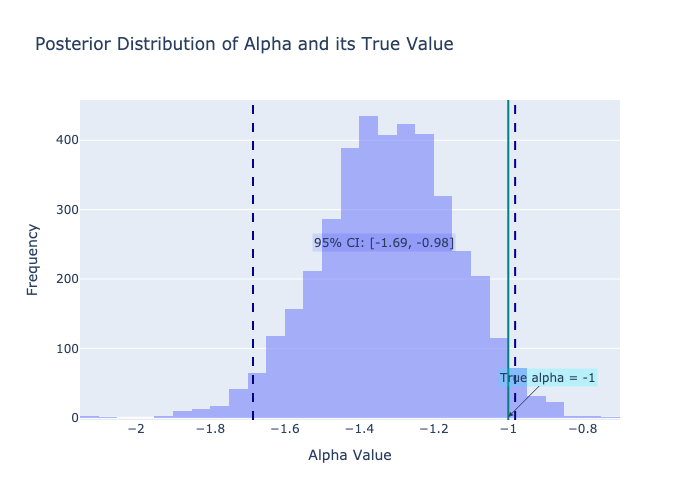 Posterior Distribution of Alpha and its True Value
400
300
200
100
0
Frequency
95% CI: [-1.69, -0.98]
True alpha = -1
−2
−1.8
−1.6
−1.4
−1.2
−1
−0.8
Alpha Value